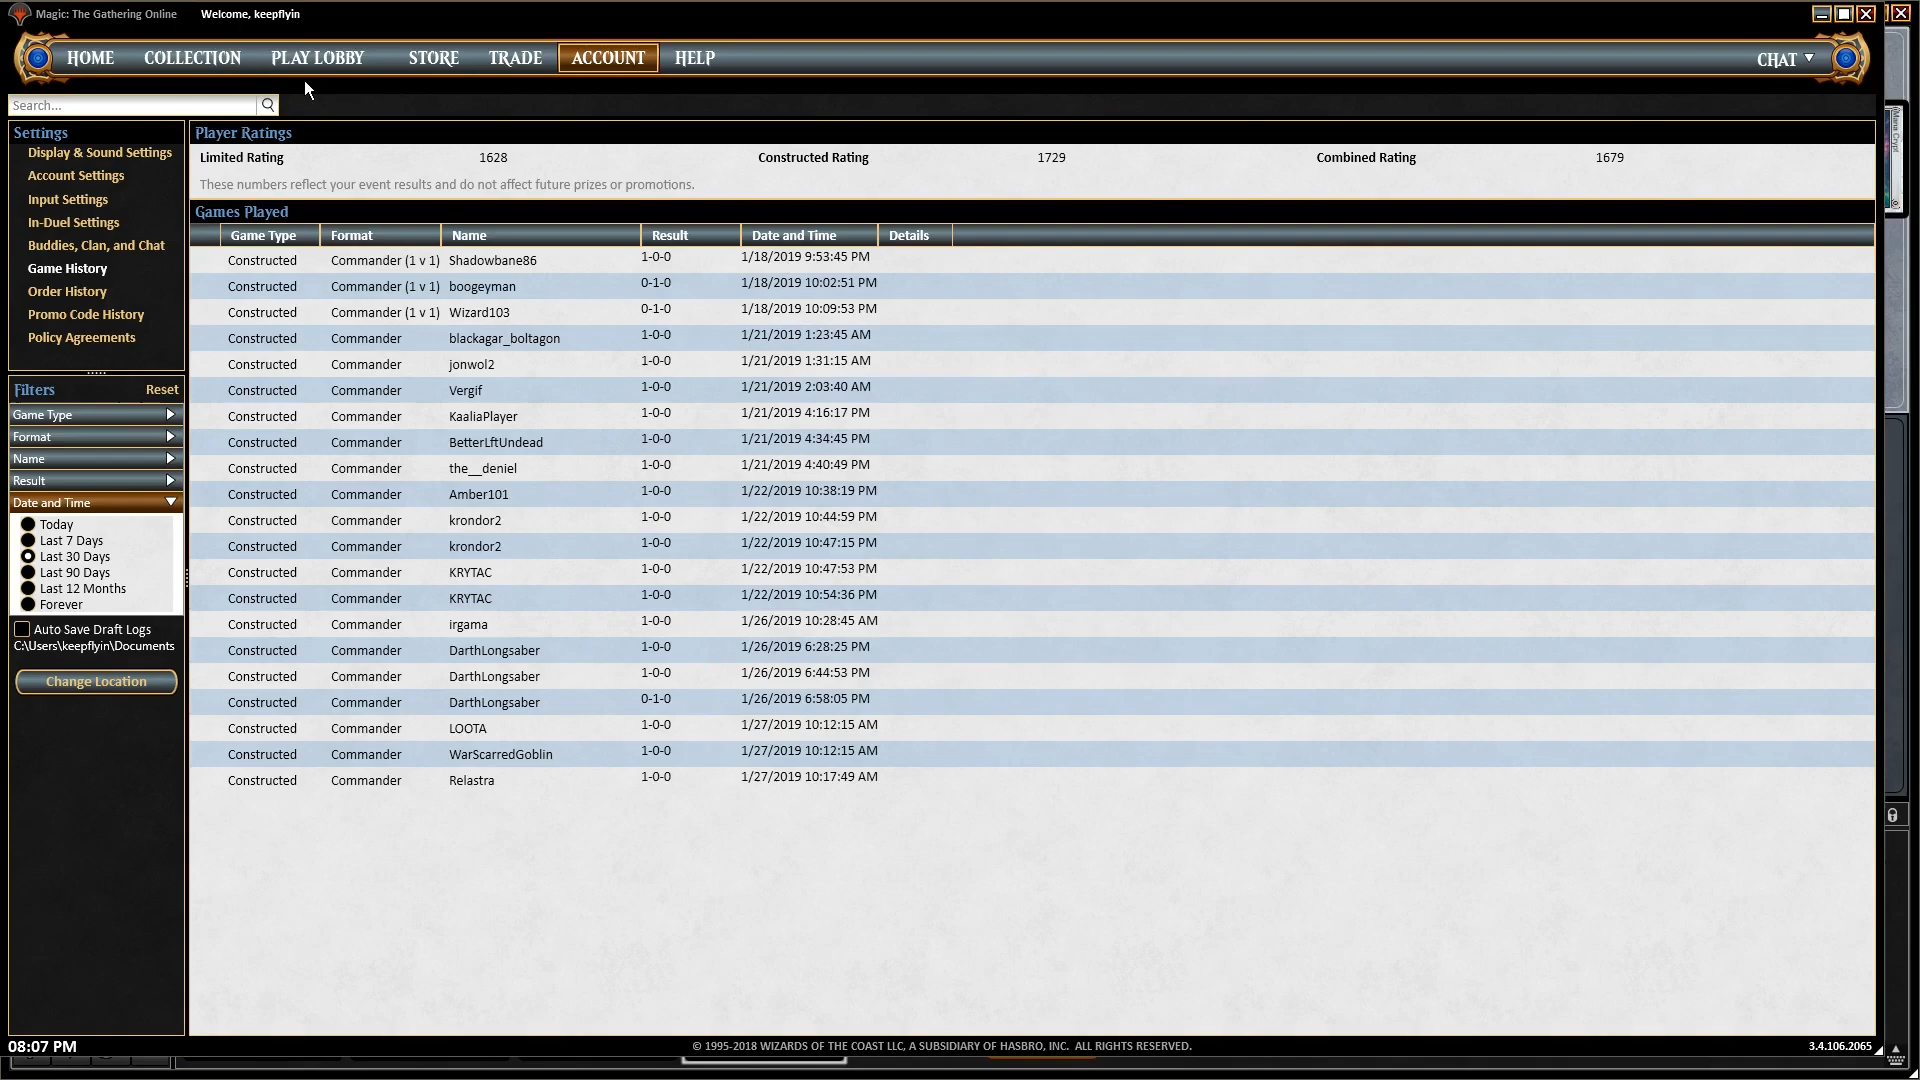 Magic: The Gathering Online Welcome, keepflyin
HOME COLLECTION PLAY LOBBY STORE TRADE ACCOUNT HELP CHAT
Search...
Settings
Display & Sound Settings
Account Settings
Input Settings
In-Duel Settings
Buddies, Clan, and Chat
Game History
Order History
Promo Code History
Policy Agreements
Filters Reset
Game Type
Format
Name
Result
Date and Time
Today
Last 7 Days
Last 30 Days
Last 90 Days
Last 12 Months
Forever
Auto Save Draft Logs
C:\Users\keepflyin\Documents
Change Location
Player Ratings
Limited Rating 1628 Constructed Rating 1729 Combined Rating 1679
These numbers reflect your event results and do not affect future prizes or promotions.
Games Played
Game Type Format Name Result Date and Time Details
Constructed Commander (1 v 1) Shadowbane86 1-0-0 1/18/2019 9:53:45 PM
Constructed Commander (1 v 1) boogeyman 0-1-0 1/18/2019 10:02:51 PM
Constructed Commander (1 v 1) Wizard103 0-1-0 1/18/2019 10:09:53 PM
Constructed Commander blackagar_boltagon 1-0-0 1/21/2019 1:23:45 AM
Constructed Commander jonwol2 1-0-0 1/21/2019 1:31:15 AM
Constructed Commander Vergif 1-0-0 1/21/2019 2:03:40 AM
Constructed Commander KaaliaPlayer 1-0-0 1/21/2019 4:16:17 PM
Constructed Commander BetterLftUndead 1-0-0 1/21/2019 4:34:45 PM
Constructed Commander the__deniel 1-0-0 1/21/2019 4:40:49 PM
Constructed Commander Amber101 1-0-0 1/22/2019 10:38:19 PM
Constructed Commander krondor2 1-0-0 1/22/2019 10:44:59 PM
Constructed Commander krondor2 1-0-0 1/22/2019 10:47:15 PM
Constructed Commander KRYTAC 1-0-0 1/22/2019 10:47:53 PM
Constructed Commander KRYTAC 1-0-0 1/22/2019 10:54:36 PM
Constructed Commander irgama 1-0-0 1/26/2019 10:28:45 AM
Constructed Commander DarthLongsaber 1-0-0 1/26/2019 6:28:25 PM
Constructed Commander DarthLongsaber 1-0-0 1/26/2019 6:44:53 PM
Constructed Commander DarthLongsaber 0-1-0 1/26/2019 6:58:05 PM
Constructed Commander LOOTA 1-0-0 1/27/2019 10:12:15 AM
Constructed Commander WarScarredGoblin 1-0-0 1/27/2019 10:12:15 AM
Constructed Commander Relastra 1-0-0 1/27/2019 10:17:49 AM
Mana Crypt
08:07 PM © 1995-2018 WIZARDS OF THE COAST LLC, A SUBSIDIARY OF HASBRO, INC. ALL RIGHTS RESERVED. 3.4.106.2065